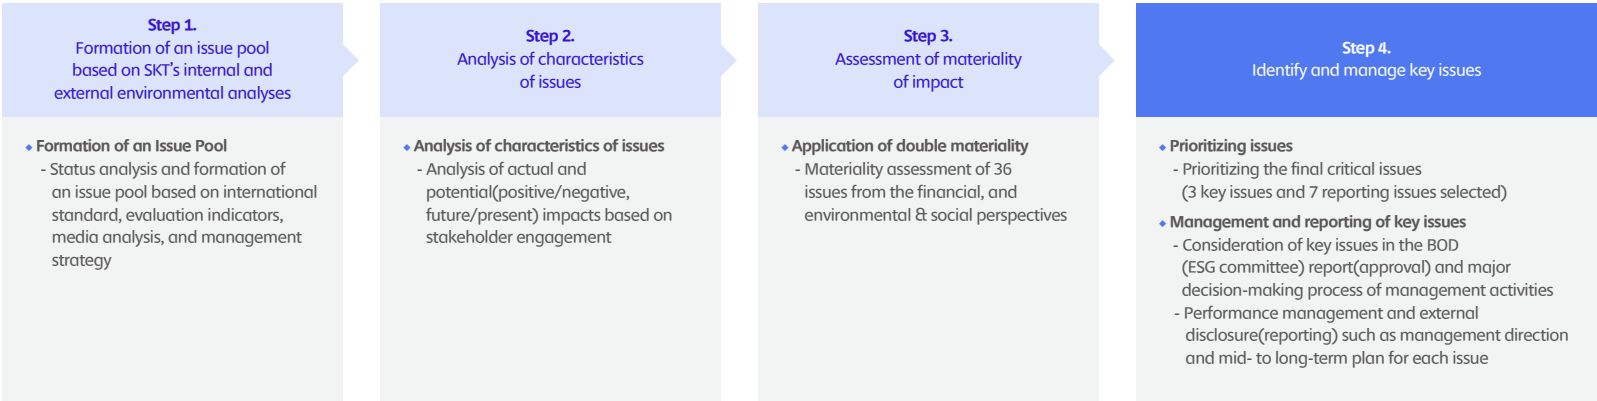 Step 1.
Formation of an issue pool
based on SKT's internal and
external environmental analyses
Formation of an Issue Pool
- Status analysis and formation of
an issue pool based on international
standard, evaluation indicators,
media analysis, and management
strategy
Step 2.
Analysis of characteristics
of issues
Analysis of characteristics of issues
- Analysis of actual and
potential(positive/negative,
future/present) impacts based on
stakeholder engagement
Step 3.
Assessment of materiality
of impact
Application of double materiality
- Materiality assessment of 36
issues from the financial, and
environmental & social perspectives
Step 4.
Identify and manage key issues
Prioritizing issues
- Prioritizing the final critical issues
(3 key issues and 7 reporting issues selected)
Management and reporting of key issues
- Consideration of key issues in the BOD
(ESG committee) report(approval) and major
decision-making process of management activities
- Performance management and external
disclosure(reporting) such as management direction
and mid- to long-term plan for each issue